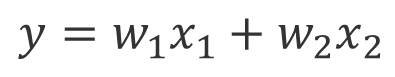 y = w₁x₁ + w₂x₂